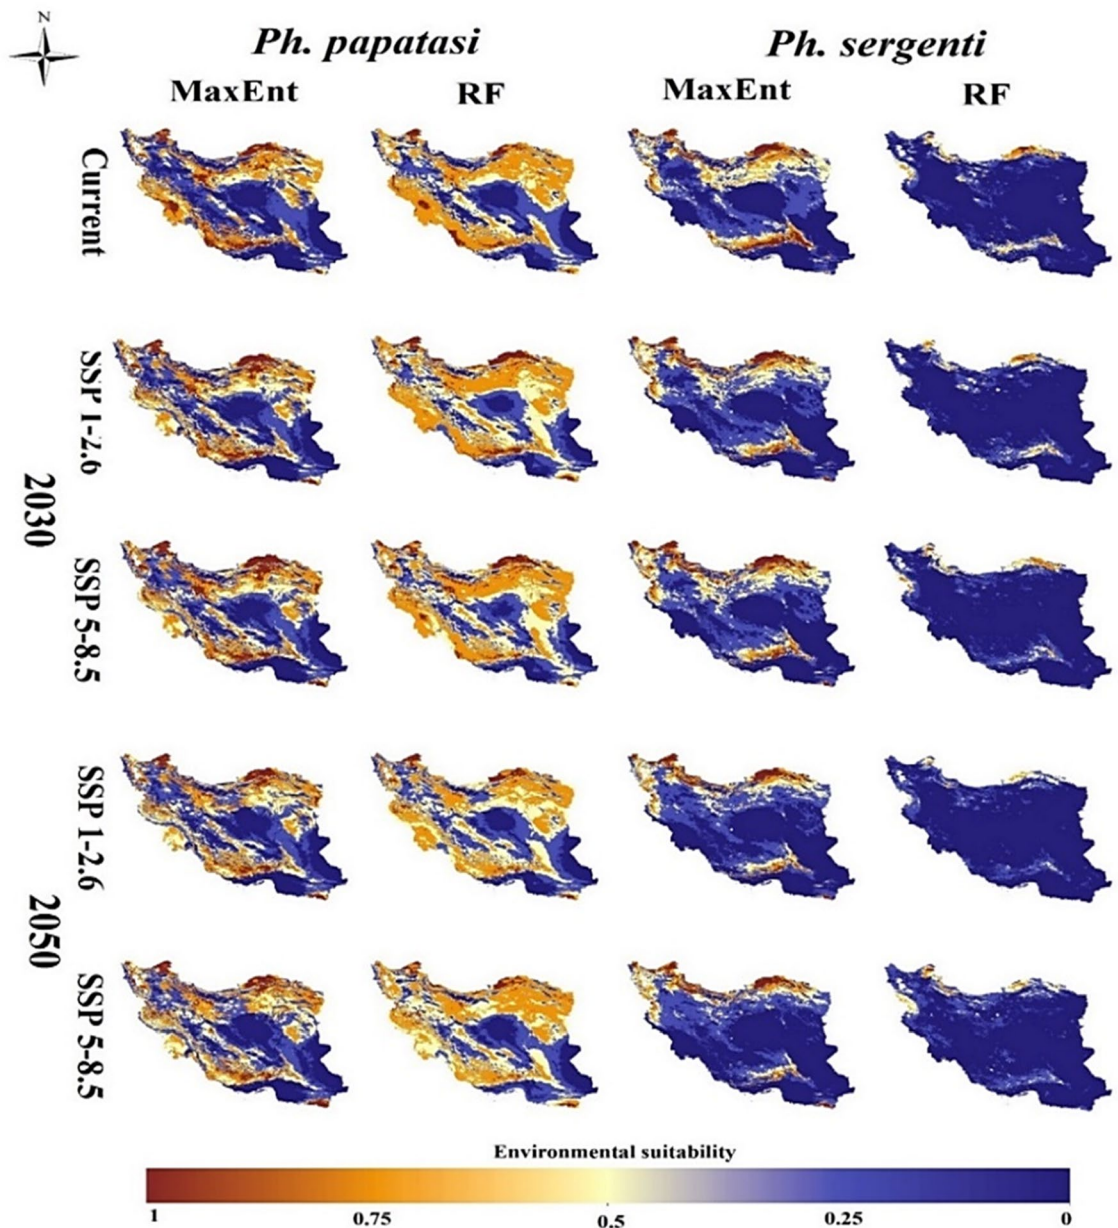 N
Ph. papatasi
Ph. sergenti
MaxEnt
RF
MaxEnt
RF
Current
SSP 1-2.6
2030
SSP 5-8.5
SSP 1-2.6
2050
SSP 5-8.5
Environmental suitability
1
0.75
0.5
0.25
0